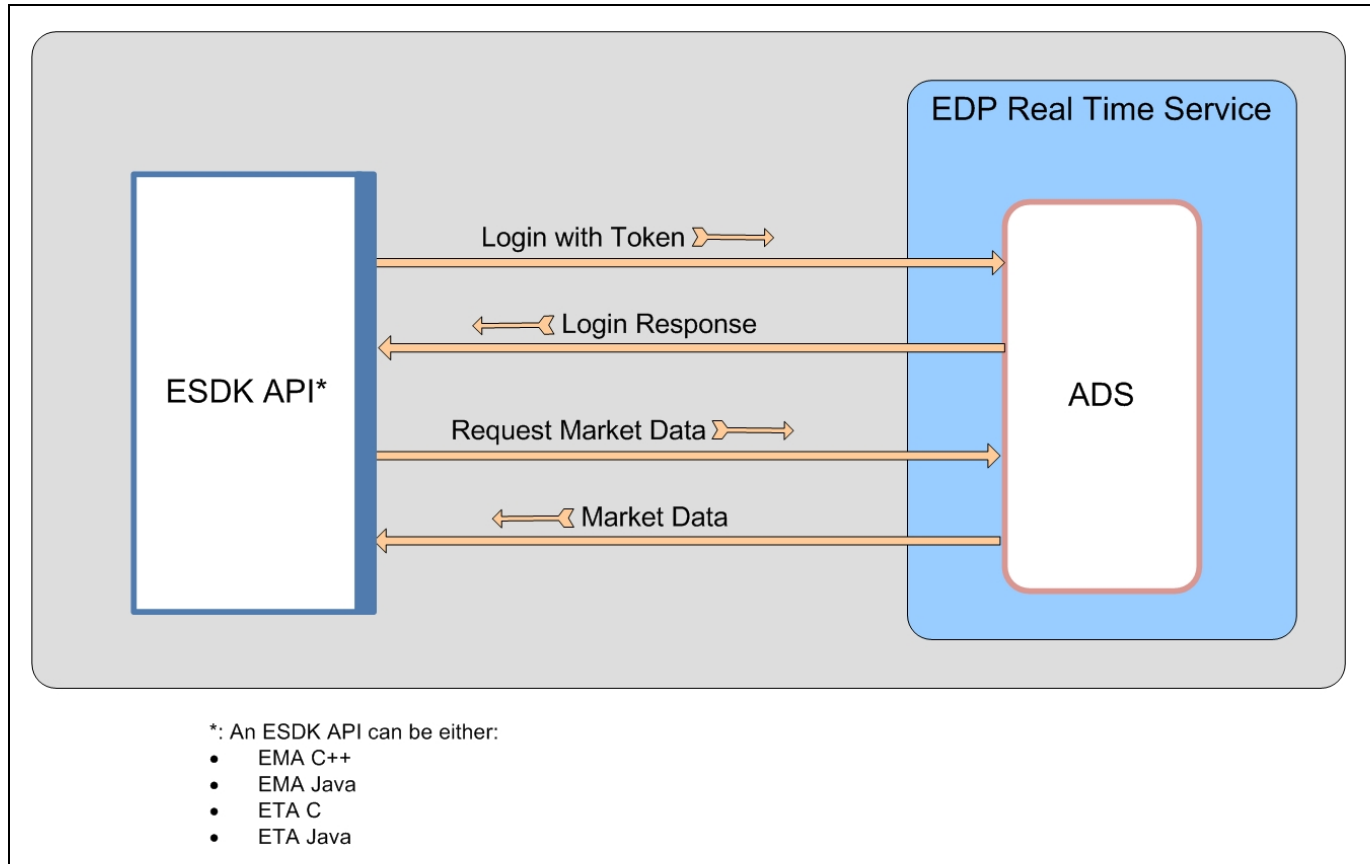 EDP Real Time Service
Login with Token
Login Response
ESDK API*
ADS
Request Market Data
Market Data
*: An ESDK API can be either:
• EMA C++
• EMA Java
• ETA C
• ETA Java